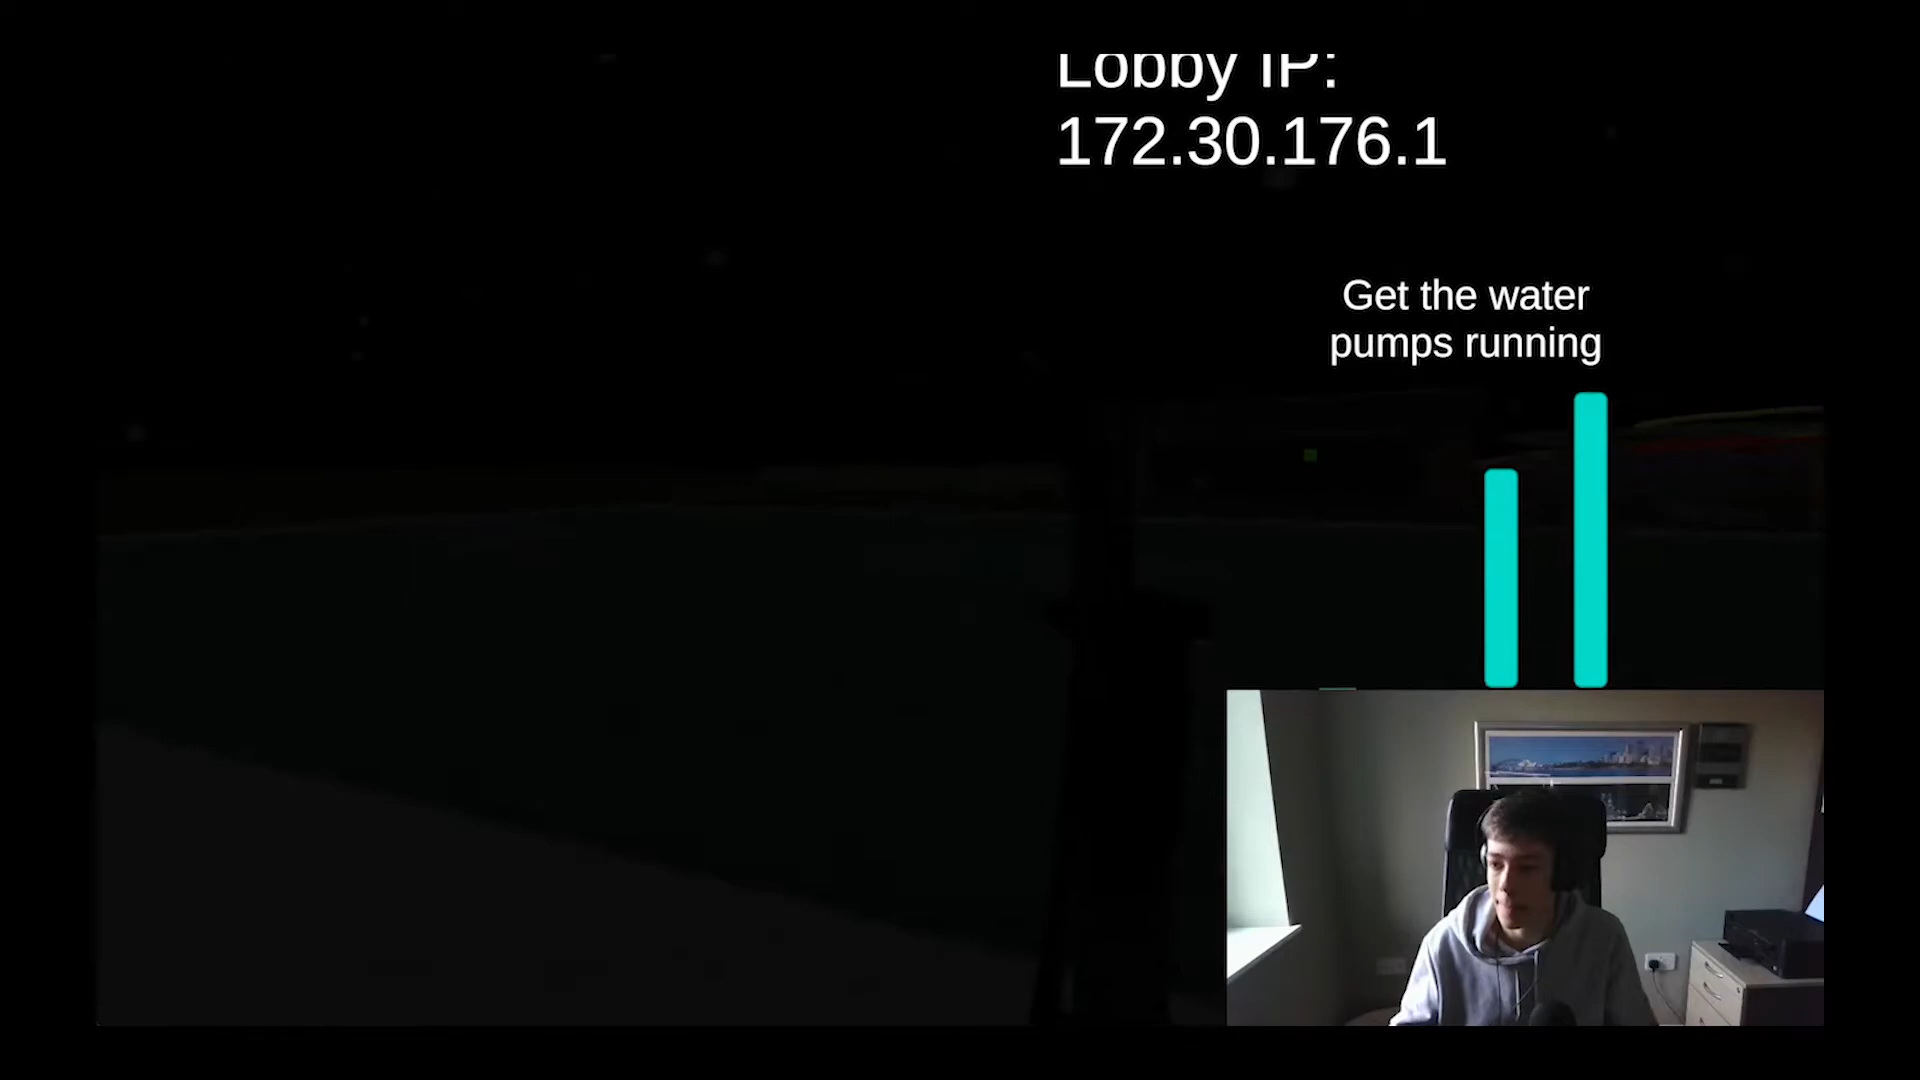 Lobby IP:
172.30.176.1
Get the water
pumps running